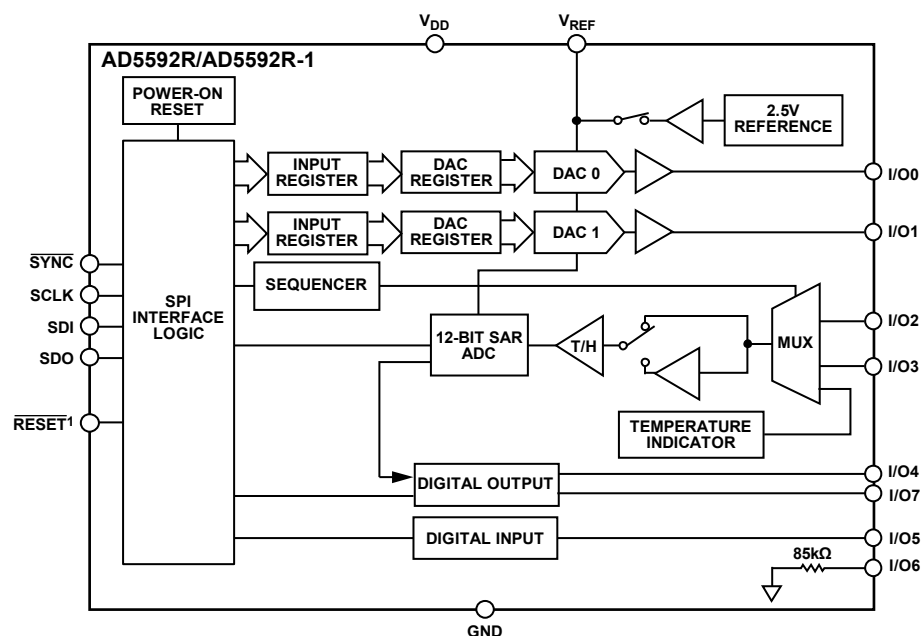 VDD
VREF
AD5592R/AD5592R-1
POWER-ON
RESET
2.5V
REFERENCE
INPUT
REGISTER
DAC
REGISTER
DAC 0
I/O0
INPUT
REGISTER
DAC
REGISTER
DAC 1
I/O1
SYNC
SCLK
SDI
SDO
RESET1
SPI
INTERFACE
LOGIC
SEQUENCER
12-BIT SAR
ADC
T/H
MUX
I/O2
I/O3
TEMPERATURE
INDICATOR
DIGITAL OUTPUT
I/O4
I/O7
DIGITAL INPUT
I/O5
85kΩ
I/O6
GND